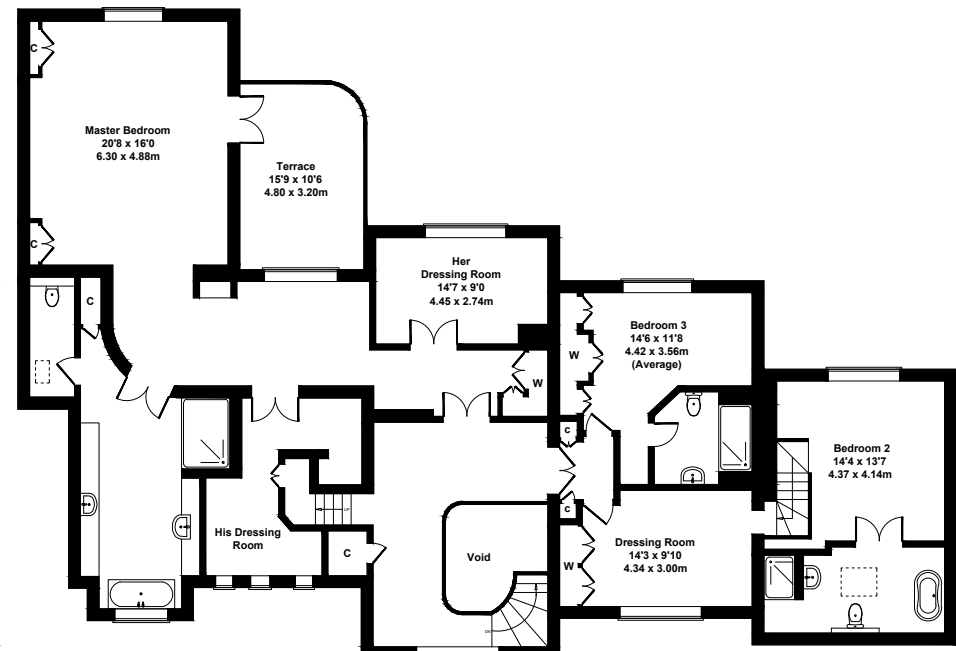 C
Master Bedroom
20'8 x 16'0
6.30 x 4.88m
C
Terrace
15'9 x 10'6
4.80 x 3.20m
Her
Dressing Room
14'7 x 9'0
4.45 x 2.74m
C
W
W
Bedroom 3
14'6 x 11'8
4.42 x 3.56m
(Average)
C
Bedroom 2
14'4 x 13'7
4.37 x 4.14m
UP
C
His Dressing
Room
C
Void
W
Dressing Room
14'3 x 9'10
4.34 x 3.00m
DN